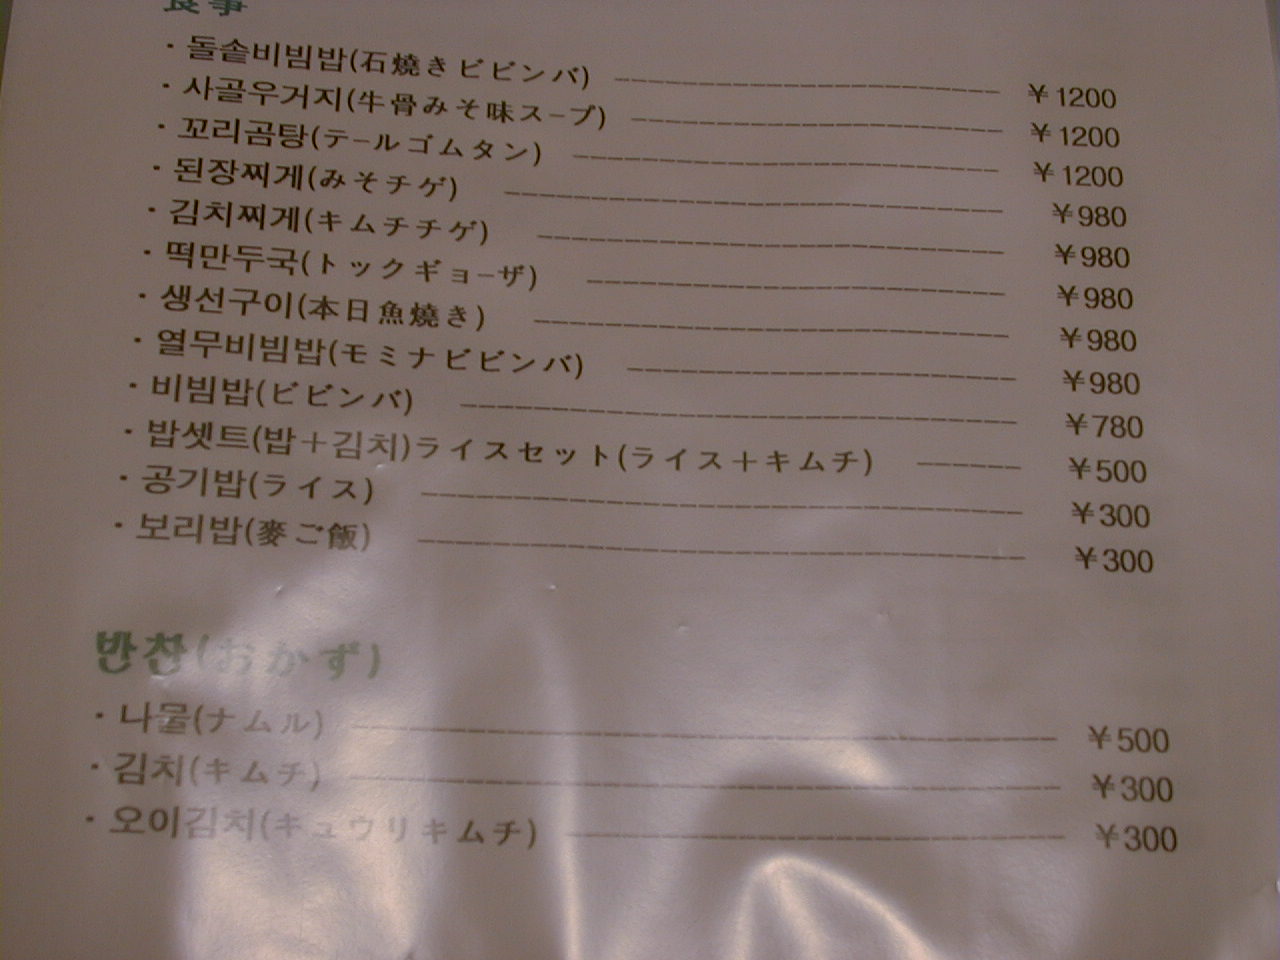 食事
・돌솥비빔밥(石燒きビビンバ) ¥1200
・사골우거지(牛骨みそ味スープ) ¥1200
・꼬리곰탕(テールゴムタン) ¥1200
・된장찌게(みそチゲ) ¥980
・김치찌게(キムチチゲ) ¥980
・떡만두국(トックギョーザ) ¥980
・생선구이(本日魚燒き) ¥980
・열무비빔밥(モミナビビンバ) ¥980
・비빔밥(ビビンバ) ¥780
・밥셋트(밥+김치)ライスセット(ライス+キムチ) ¥500
・공기밥(ライス) ¥300
・보리밥(麥ご飯) ¥300
반찬(おかず)
・나물(ナムル) ¥500
・김치(キムチ) ¥300
・오이김치(キュウリキムチ) ¥300